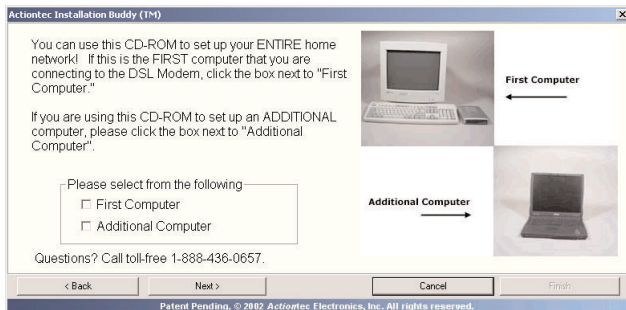 Actiontec Installation Buddy (TM)
You can use this CD-ROM to set up your ENTIRE home
network! If this is the FIRST computer that you are
connecting to the DSL Modem, click the box next to "First
Computer."
If you are using this CD-ROM to set up an ADDITIONAL
computer, please click the box next to "Additional
Computer".
Please select from the following
First Computer
Additional Computer
Questions? Call toll-free 1-888-436-0657.
First Computer
Additional Computer
< Back
Next >
Cancel
Finish
Patent Pending, © 2002 Actiontec Electronics, Inc. All rights reserved.